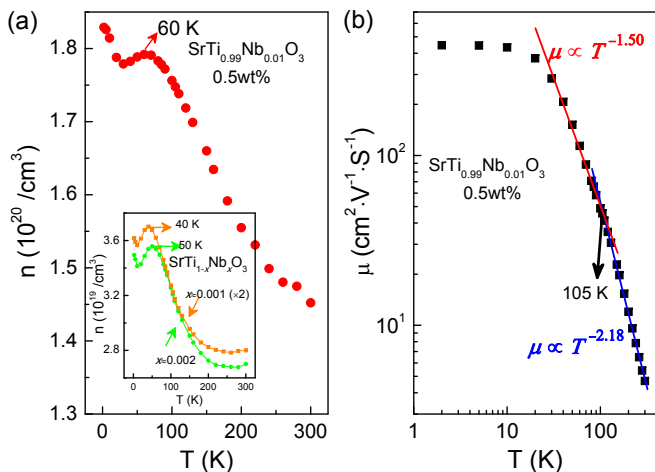 (a)
60 K
SrTi0.99Nb0.01O3
0.5wt%
n (10^20 /cm^3)
1.8
1.7
1.6
1.5
1.4
1.3
0
100
200
300
T (K)
40 K
50 K
SrTi1-xNbxO3
x≈0.001 (×2)
x≈0.002
n (10^19 /cm^3)
3.6
3.2
2.8
0
100
200
300
T (K)
(b)
μ ∝ T^-1.50
SrTi0.99Nb0.01O3
0.5wt%
105 K
μ ∝ T^-2.18
μ (cm^2·V^-1·S^-1)
10^2
10^1
1
10
100
T (K)